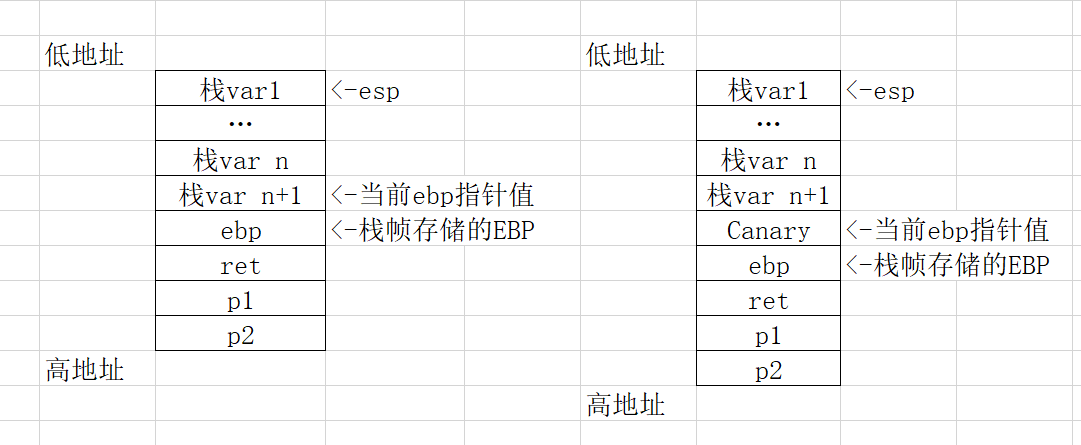 低地址
栈var1 <-esp
…
栈var n
栈var n+1 <-当前ebp指针值
ebp <-栈帧存储的EBP
ret
p1
p2
高地址
低地址
栈var1 <-esp
…
栈var n
栈var n+1
Canary <-当前ebp指针值
ebp <-栈帧存储的EBP
ret
p1
p2
高地址